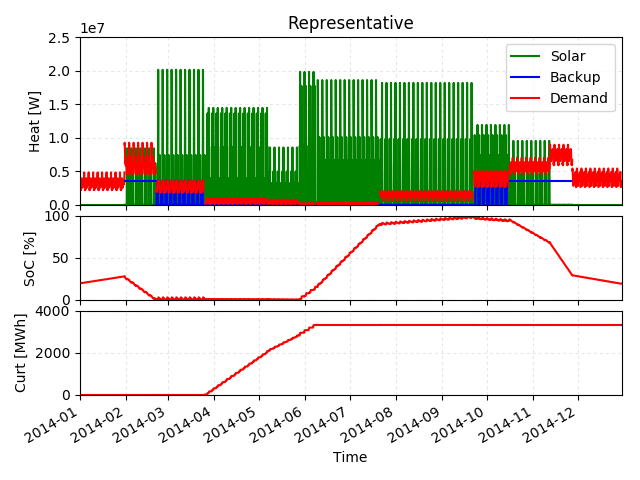 Representative
1e7
2.5
2.0
1.5
1.0
0.5
0.0
Heat [W]
Solar
Backup
Demand
100
50
0
SoC [%]
4000
2000
0
Curt [MWh]
2014-01
2014-02
2014-03
2014-04
2014-05
2014-06
2014-07
2014-08
2014-09
2014-10
2014-11
2014-12
Time